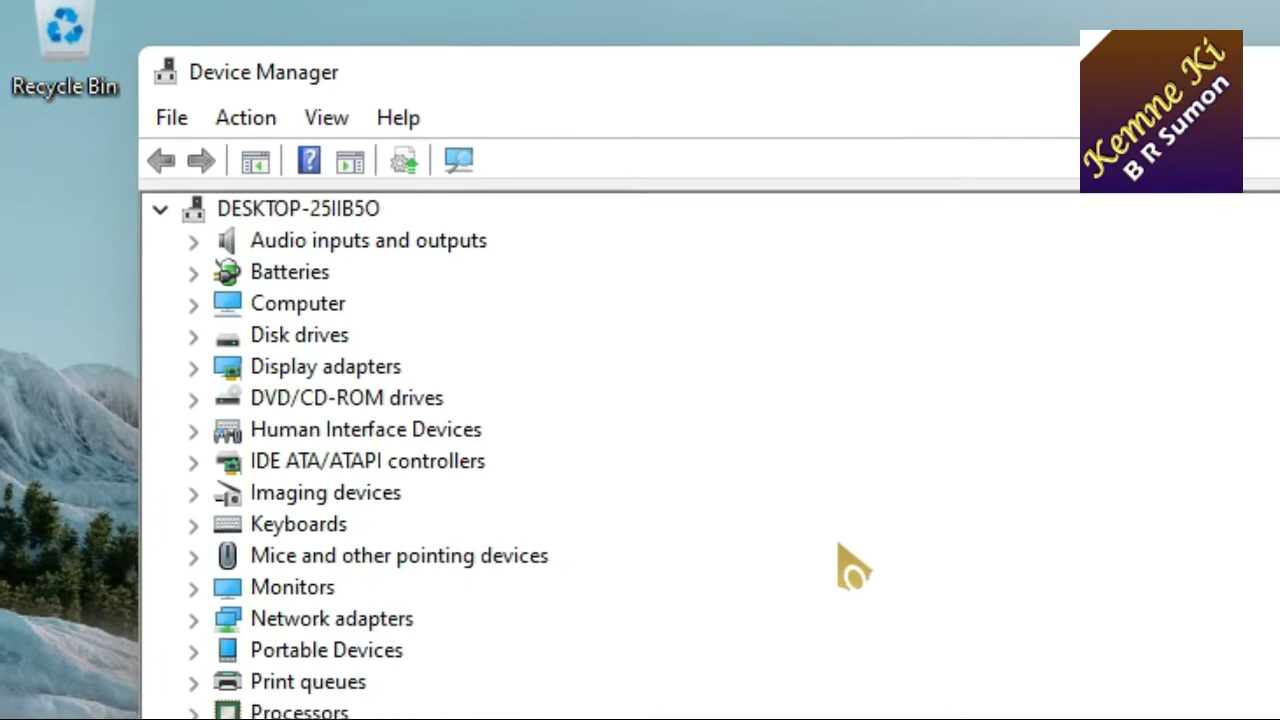 Recycle Bin
Device Manager
File Action View Help
Kemne Ki
B R Sumon
DESKTOP-25IIB5O
Audio inputs and outputs
Batteries
Computer
Disk drives
Display adapters
DVD/CD-ROM drives
Human Interface Devices
IDE ATA/ATAPI controllers
Imaging devices
Keyboards
Mice and other pointing devices
Monitors
Network adapters
Portable Devices
Print queues
Processors